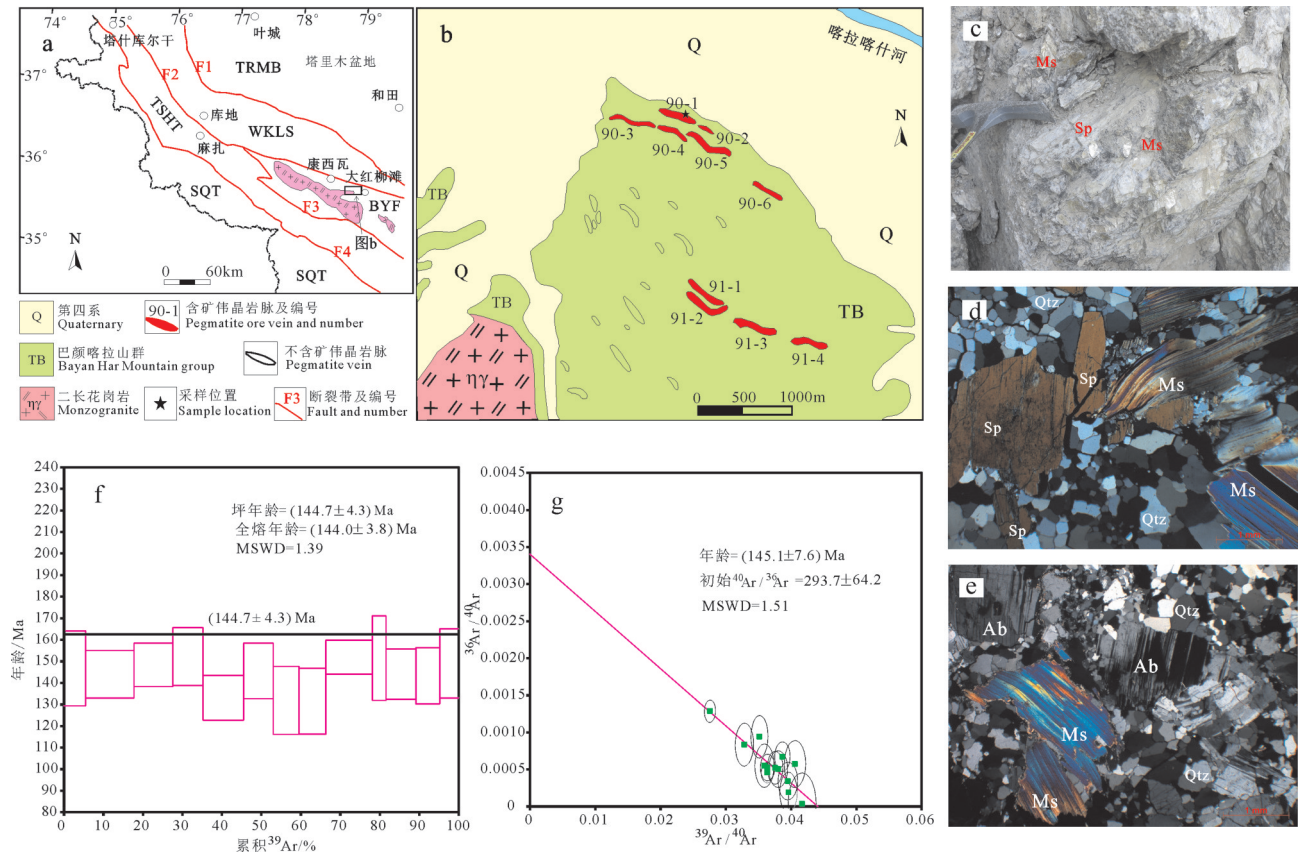 74° 75° 76° 77° 78° 79°
a
塔什库尔干
叶城
F1
F2
TRMB
塔里木盆地
37°
和田
TSHT
库地
WKLS
麻扎
36°
康西瓦
大红柳滩
SQT
F3
BYF
图b
35°
N
F4
SQT
0 60km
Q 第四系
Quaternary
90-1 含矿伟晶岩脉及编号
Pegmatite ore vein and number
TB 巴颜喀拉山群
Bayan Har Mountain group
不含矿伟晶岩脉
Pegmatite vein
ηγ 二长花岗岩
Monzogranite
采样位置
Sample location
F3 断裂带及编号
Fault and number
b
喀拉喀什河
Q
N
90-1
90-2
90-3
90-4
90-5
90-6
TB
Q
Q
TB
91-1
91-2
TB
91-3
91-4
ηγ
0 500 1000m
c
Ms
Sp
Ms
d
Qtz
Sp
Ms
Sp
Ms
Qtz
Sp
e
Qtz
Ab
Ab
Ms
Qtz
Ms
f
240
230
220
210
200
190
180
170
160
150
140
130
120
110
100
90
80
年龄/Ma
坪年龄=(144.7±4.3) Ma
全熔年龄=(144.0±3.8) Ma
MSWD=1.39
(144.7±4.3) Ma
0 10 20 30 40 50 60 70 80 90 100
累积³⁹Ar/%
g
0.0045
0.0040
0.0035
0.0030
0.0025
0.0020
0.0015
0.0010
0.0005
0
³⁶Ar/⁴⁰Ar
年龄=(145.1±7.6) Ma
初始⁴⁰Ar/³⁶Ar=293.7±64.2
MSWD=1.51
0 0.01 0.02 0.03 0.04 0.05 0.06
³⁹Ar/⁴⁰Ar